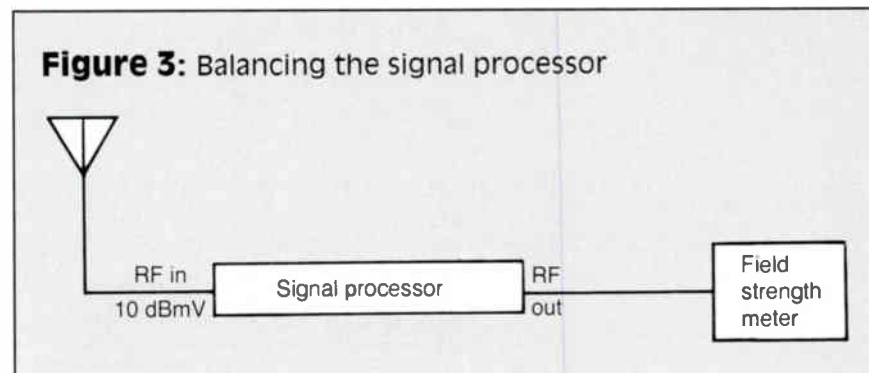 Figure 3: Balancing the signal processor
RF in
10 dBmV
Signal processor
RF
out
Field
strength
meter